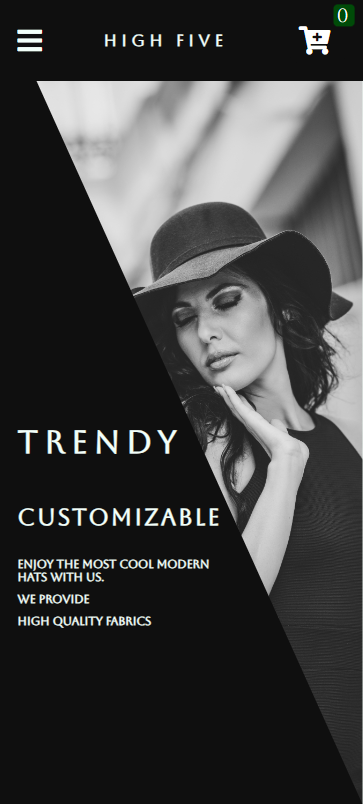 0
HIGH FIVE
TRENDY
CUSTOMIZABLE
ENJOY THE MOST COOL MODERN
HATS WITH US.
WE PROVIDE
HIGH QUALITY FABRICS